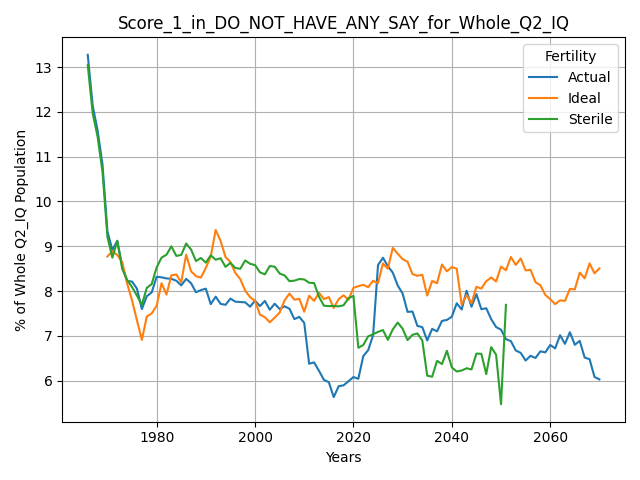 Score_1_in_DO_NOT_HAVE_ANY_SAY_for_Whole_Q2_IQ
Fertility
Actual
Ideal
Sterile
% of Whole Q2_IQ Population
13
12
11
10
9
8
7
6
1980
2000
2020
2040
2060
Years